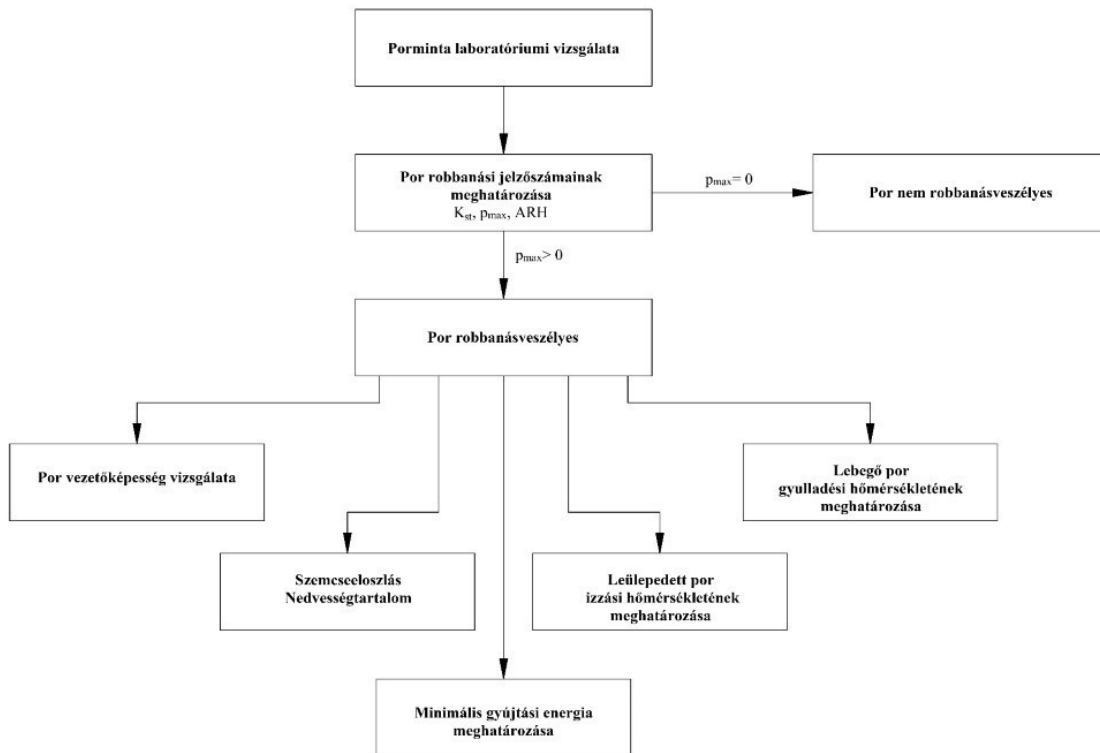 Porminta laboratóriumi vizsgálata
Por robbanási jelzőszámainak
meghatározása
Kst, pmax, ARH
pmax= 0
Por nem robbanásveszélyes
pmax> 0
Por robbanásveszélyes
Por vezetőképesség vizsgálata
Lebegő por
gyulladési hőmérsékletének
meghatározása
Szemcseeloszlás
Nedvességtartalom
Leülepedett por
izzási hőmérsékletének
meghatározása
Minimális gyújtási energia
meghatározása